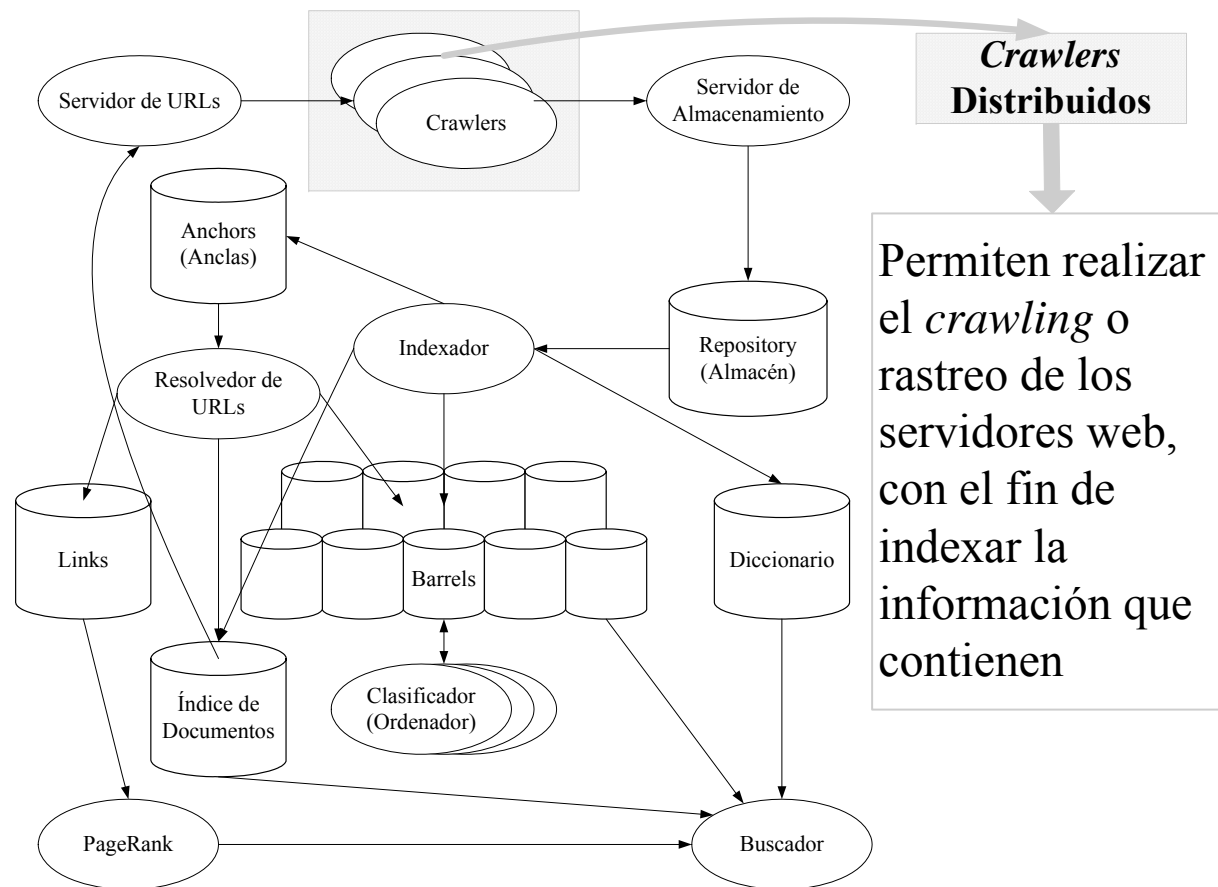 Crawlers
Distribuidos
Servidor de URLs
Crawlers
Servidor de
Almacenamiento
Anchors
(Anclas)
Permiten realizar
el crawling o
rastreo de los
servidores web,
con el fin de
indexar la
información que
contienen
Indexador
Repository
(Almacén)
Resolvedor de
URLs
Links
Barrels
Diccionario
Índice de
Documentos
Clasificador
(Ordenador)
PageRank
Buscador